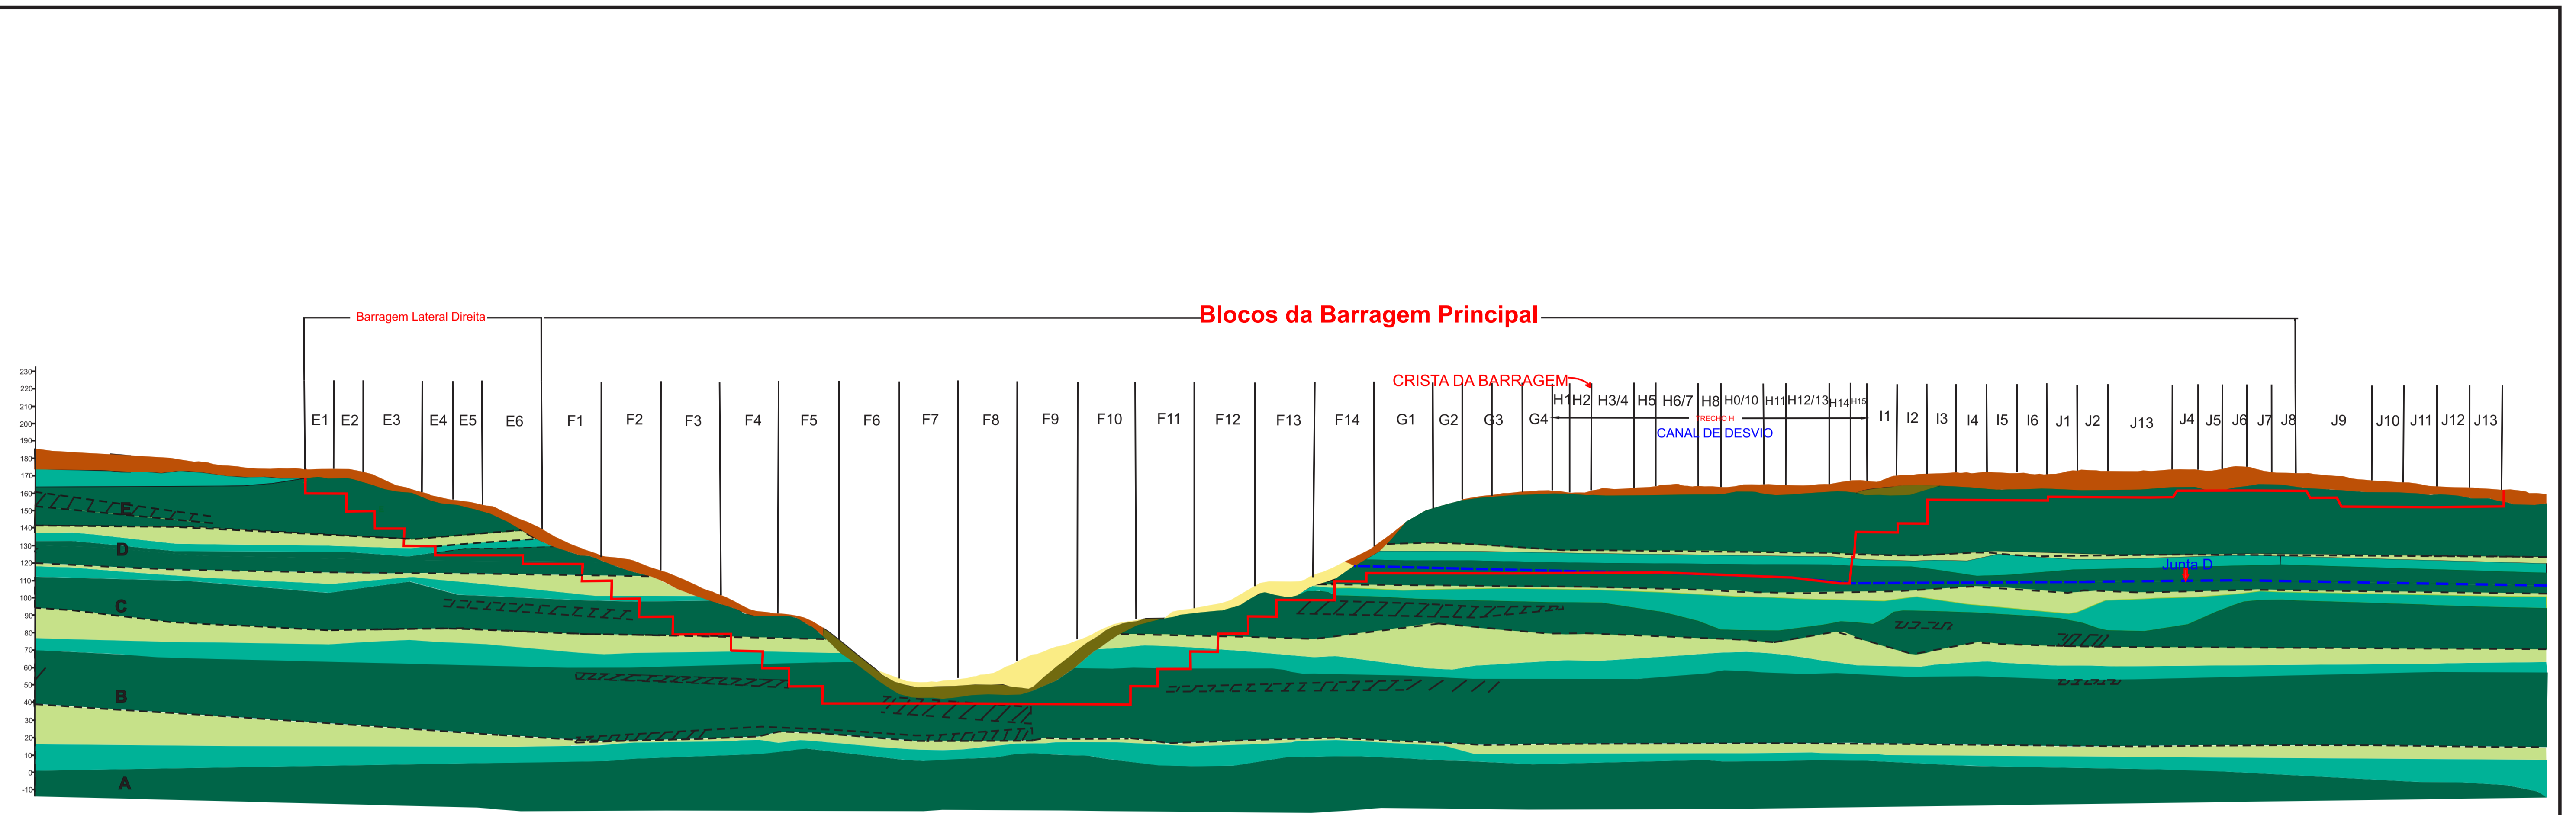 Barragem Lateral Direita
Blocos da Barragem Principal
CRISTA DA BARRAGEM
230
220
210
200
190
180
170
160
150
140
130
120
110
100
90
80
70
60
50
40
30
20
10
0
-10
E1 E2 E3 E4 E5 E6 F1 F2 F3 F4 F5 F6 F7 F8 F9 F10 F11 F12 F13 F14 G1 G2 G3 G4 H1 H2 H3/4 H5 H6/7 H8 H0/10 H11 H12/13 H14 H15 I1 I2 I3 I4 I5 I6 J1 J2 J13 J4 J5 J6 J7 J8 J9 J10 J11 J12 J13
TRECHO H
CANAL DE DESVIO
E
D
Junta D
C
B
A